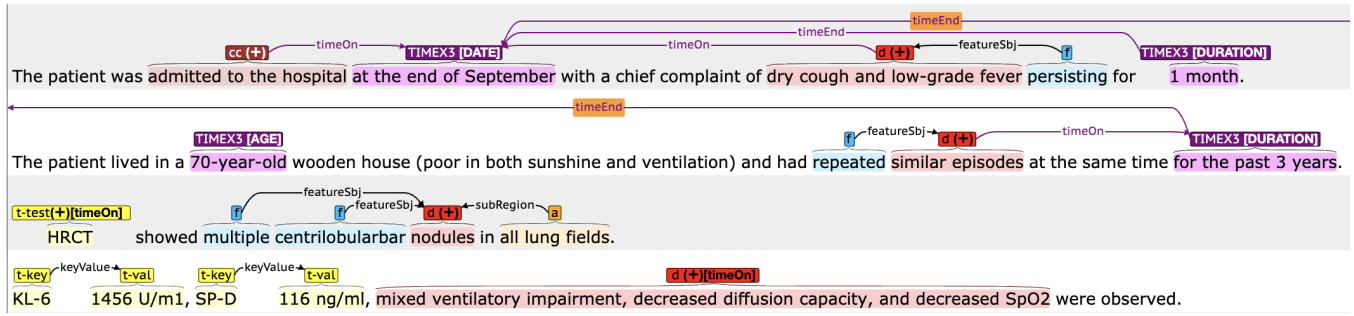 timeEnd
timeEnd
cc (+) timeOn TIMEX3 [DATE] timeOn d (+) featureSbj f TIMEX3 [DURATION]
The patient was admitted to the hospital at the end of September with a chief complaint of dry cough and low-grade fever persisting for 1 month.
timeEnd
TIMEX3 [AGE] f featureSbj d (+) timeOn TIMEX3 [DURATION]
The patient lived in a 70-year-old wooden house (poor in both sunshine and ventilation) and had repeated similar episodes at the same time for the past 3 years.
featureSbj
t-test(+)[timeOn] f f featureSbj d (+) subRegion a
HRCT showed multiple centrilobularbar nodules in all lung fields.
t-key keyValue t-val t-key keyValue t-val d (+)[timeOn]
KL-6 1456 U/m1, SP-D 116 ng/ml, mixed ventilatory impairment, decreased diffusion capacity, and decreased SpO2 were observed.